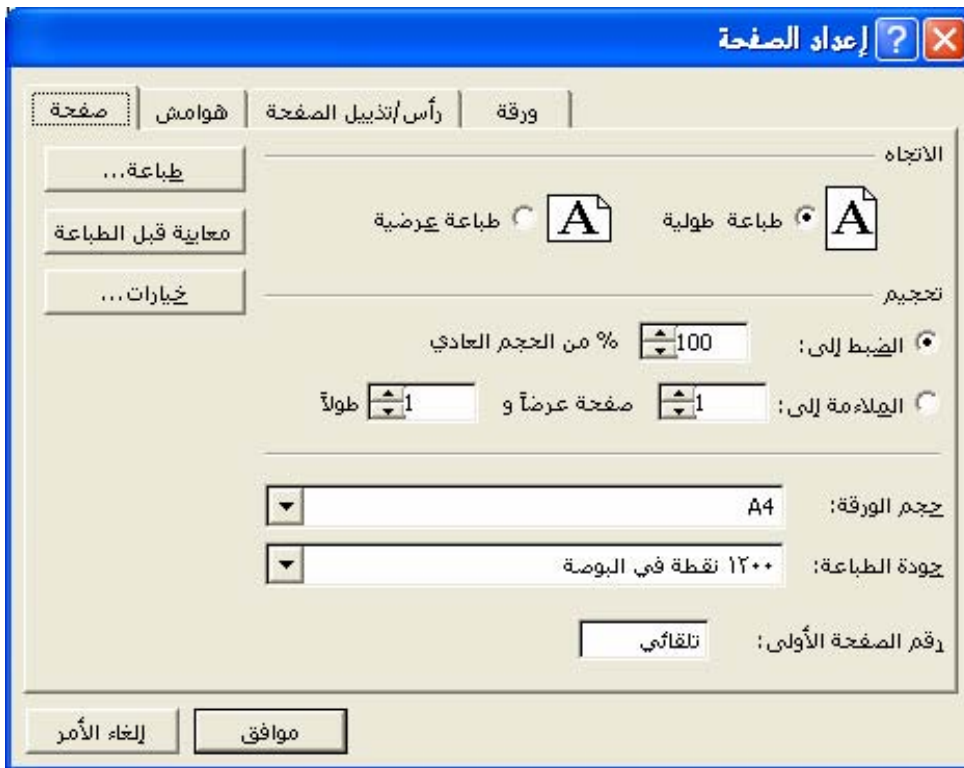 إعداد الصفحة
صفحة هوامش رأس/تذييل الصفحة ورقة
الاتجاه
A طباعة طولية A طباعة عرضية
تحجيم
الضبط إلى: 100 % من الحجم العادي
الملاءمة إلى: 1 صفحة عرضاً و 1 طولاً
حجم الورقة: A4
جودة الطباعة: ١٢٠٠ نقطة في البوصة
رقم الصفحة الأولى: تلقائي
طباعة...
معاينة قبل الطباعة
خيارات...
موافق إلغاء الأمر